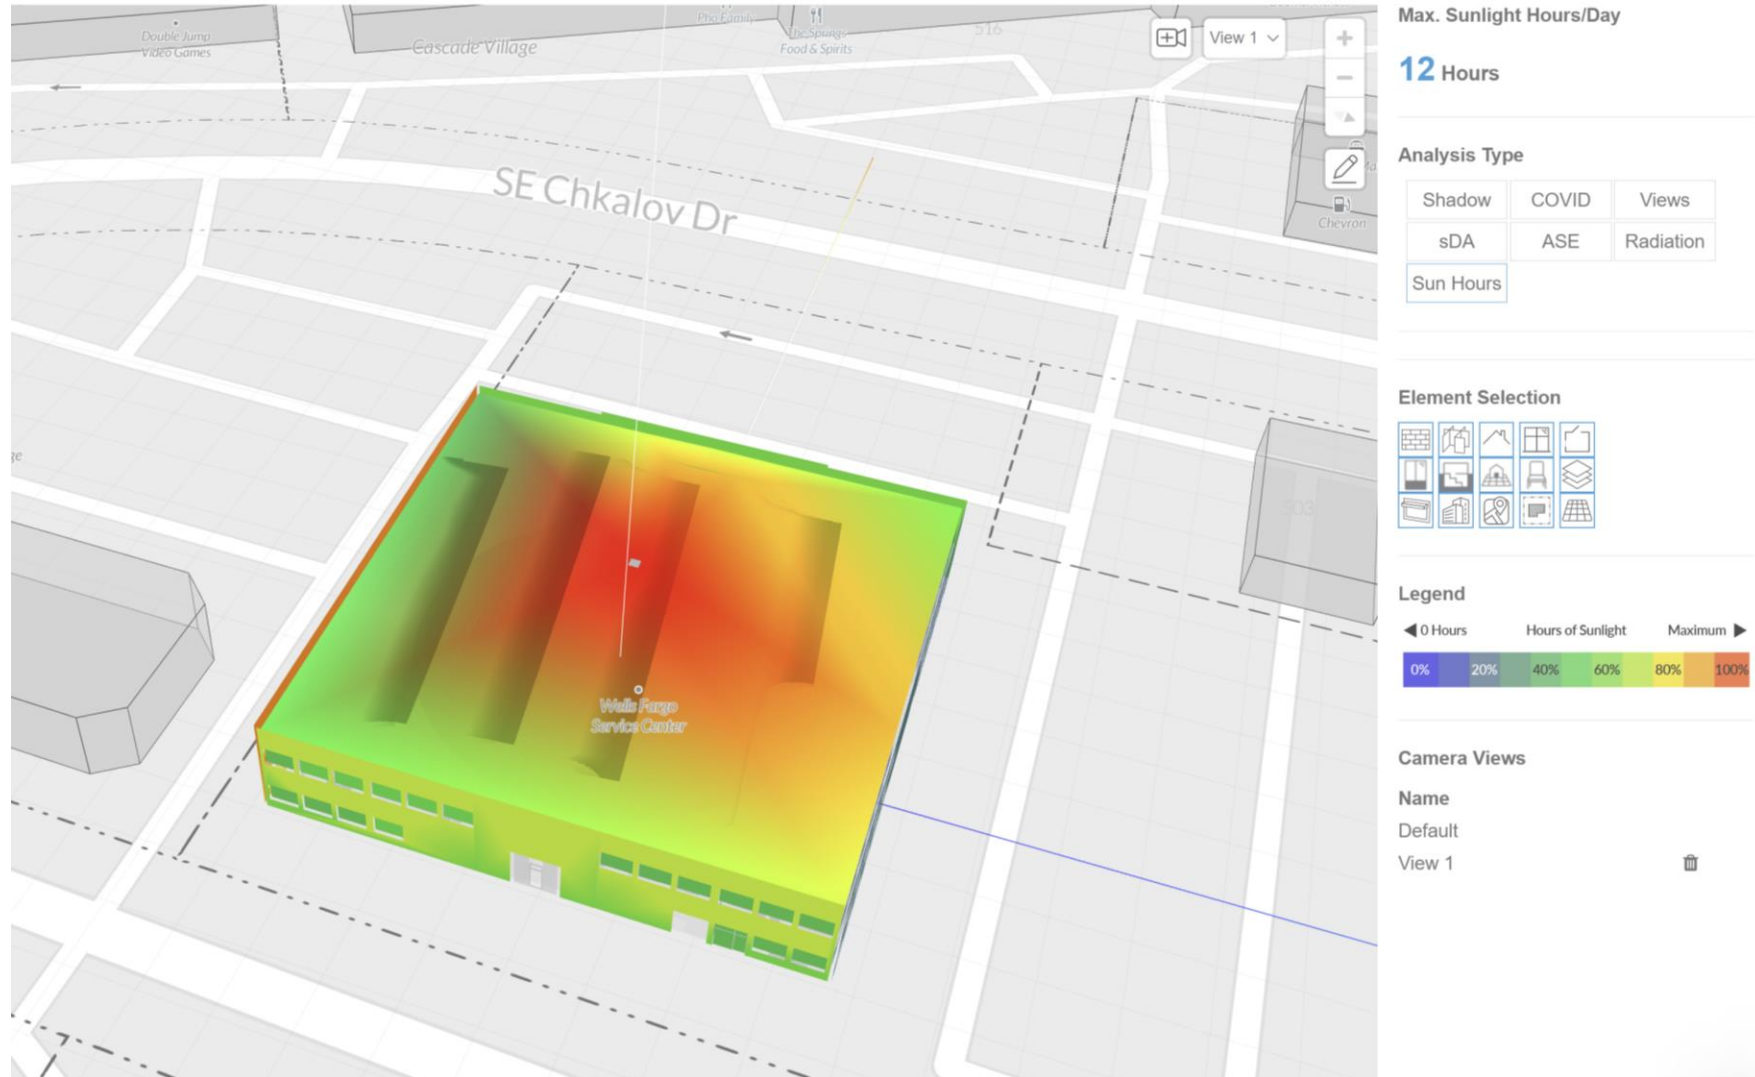 Double Jump
Video Games
Cascade Village
Pho Family
The Springs
Food & Spirits
516
View 1
SE Chkalov Dr
Chevron
503
Wells Fargo
Service Center
Max. Sunlight Hours/Day
12 Hours
Analysis Type
Shadow COVID Views
sDA ASE Radiation
Sun Hours
Element Selection
Legend
0 Hours Hours of Sunlight Maximum
0% 20% 40% 60% 80% 100%
Camera Views
Name
Default
View 1